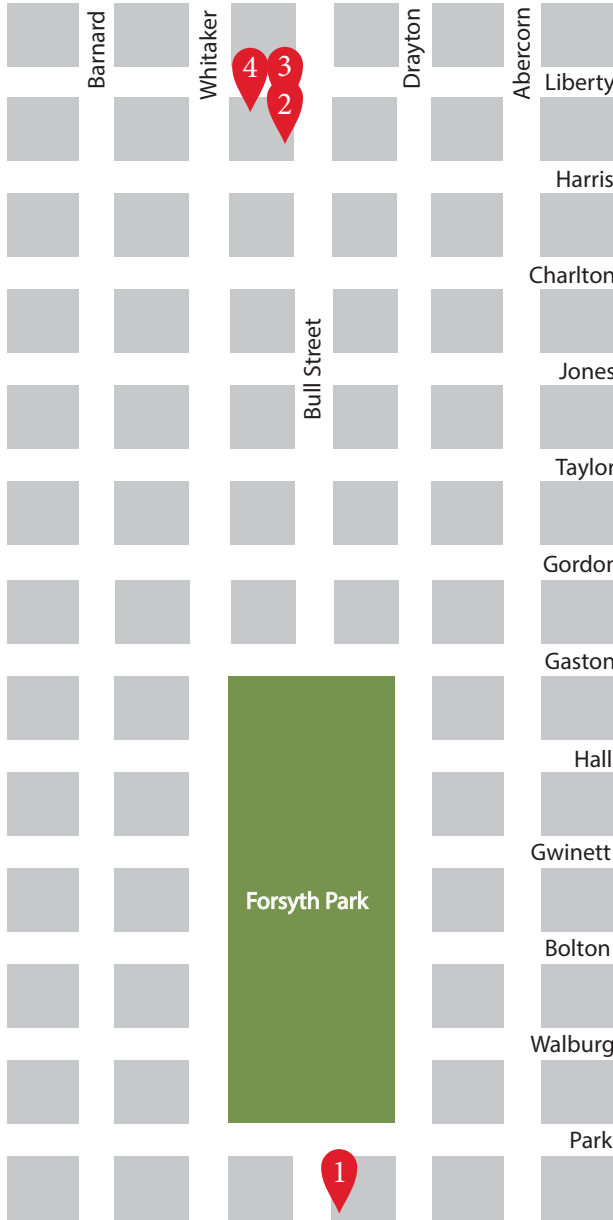 Barnard
Whitaker
Drayton
Abercorn
4
3
2
Liberty
Harris
Charlton
Bull Street
Jones
Taylor
Gordon
Gaston
Hall
Gwinett
Forsyth Park
Bolton
Walburg
Park
1